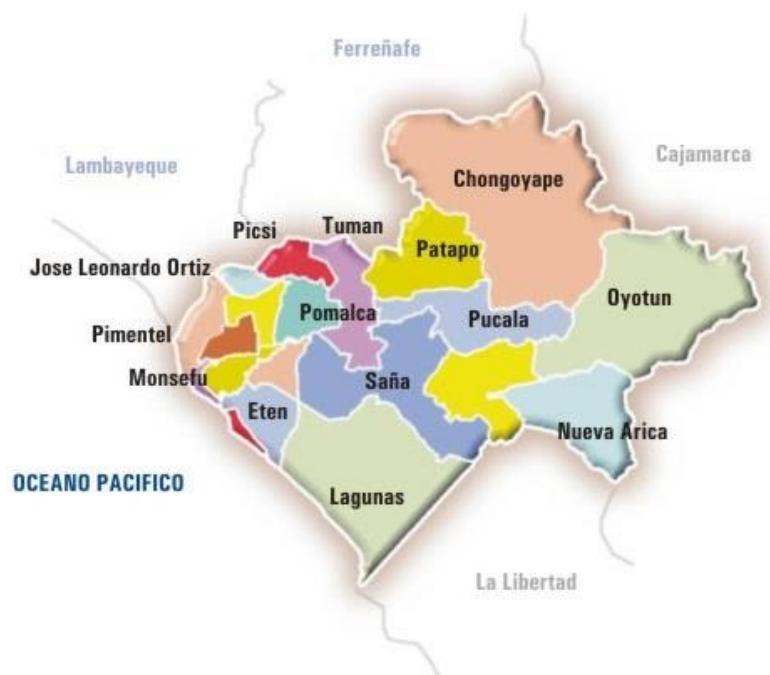 Ferreñafe
Cajamarca
Lambayeque
Chongoyape
Picsi
Tuman
Patapo
Jose Leonardo Ortiz
Oyotun
Pomalca
Pucala
Pimentel
Monsefu
Saña
Eten
Nueva Arica
OCEANO PACIFICO
Lagunas
La Libertad